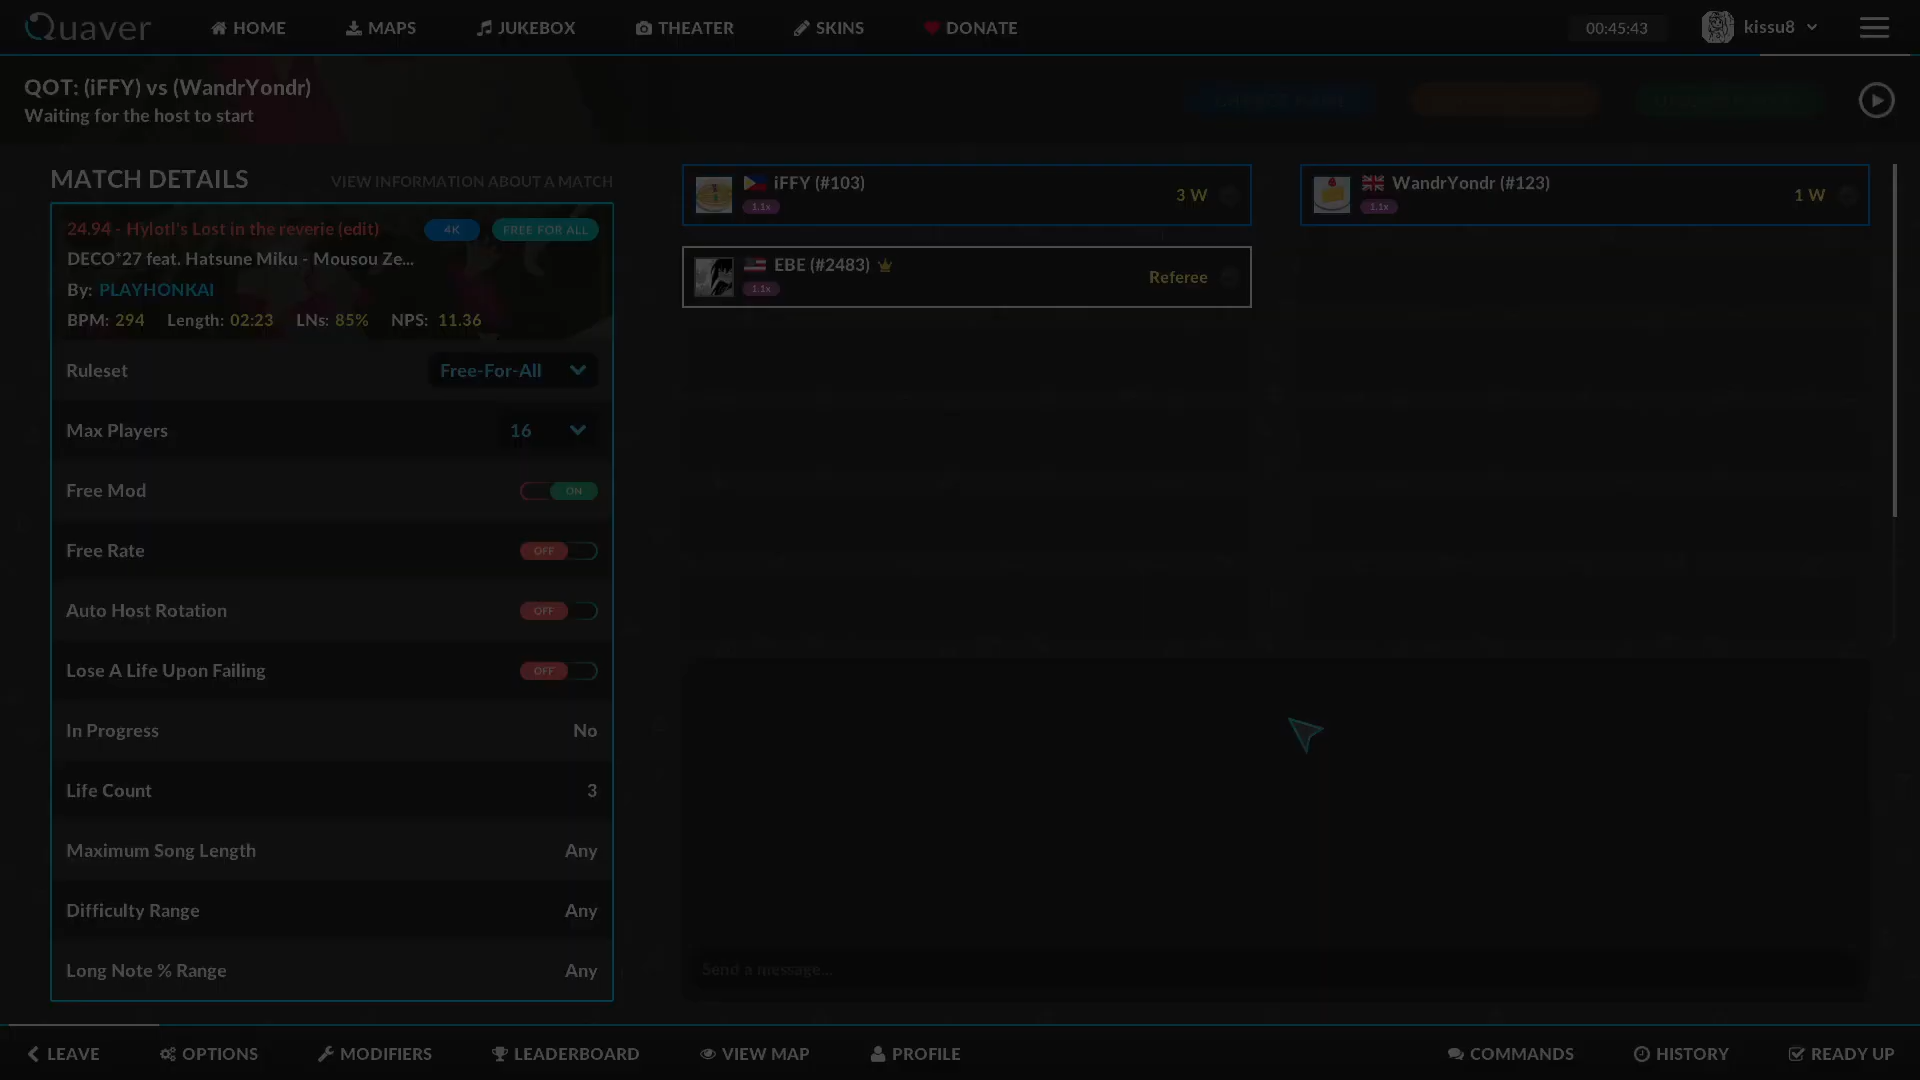 Quaver
HOME
MAPS
JUKEBOX
THEATER
SKINS
DONATE
00:45:43
kissu8
QOT: (iFFY) vs (WandrYondr)
Waiting for the host to start
MATCH DETAILS
VIEW INFORMATION ABOUT A MATCH
24.94 - Hylotl's Lost in the reverie (edit)
4K
FREE FOR ALL
DECO*27 feat. Hatsune Miku - Mousou Ze...
By: PLAYHONKAI
BPM: 294 Length: 02:23 LNs: 85% NPS: 11.36
Ruleset
Free-For-All
Max Players
16
Free Mod
ON
Free Rate
OFF
Auto Host Rotation
OFF
Lose A Life Upon Failing
OFF
In Progress
No
Life Count
3
Maximum Song Length
Any
Difficulty Range
Any
Long Note % Range
Any
iFFY (#103)
1.1x
3 W
WandrYondr (#123)
1.1x
1 W
EBE (#2483)
1.1x
Referee
Send a message...
LEAVE
OPTIONS
MODIFIERS
LEADERBOARD
VIEW MAP
PROFILE
COMMANDS
HISTORY
READY UP